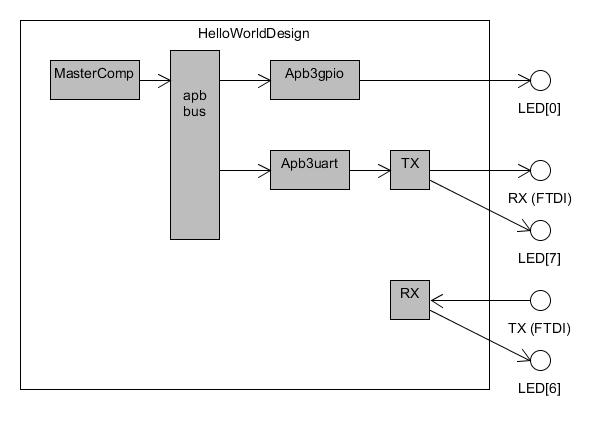 HelloWorldDesign
MasterComp
apb
bus
Apb3gpio
LED[0]
Apb3uart
TX
RX (FTDI)
LED[7]
RX
TX (FTDI)
LED[6]